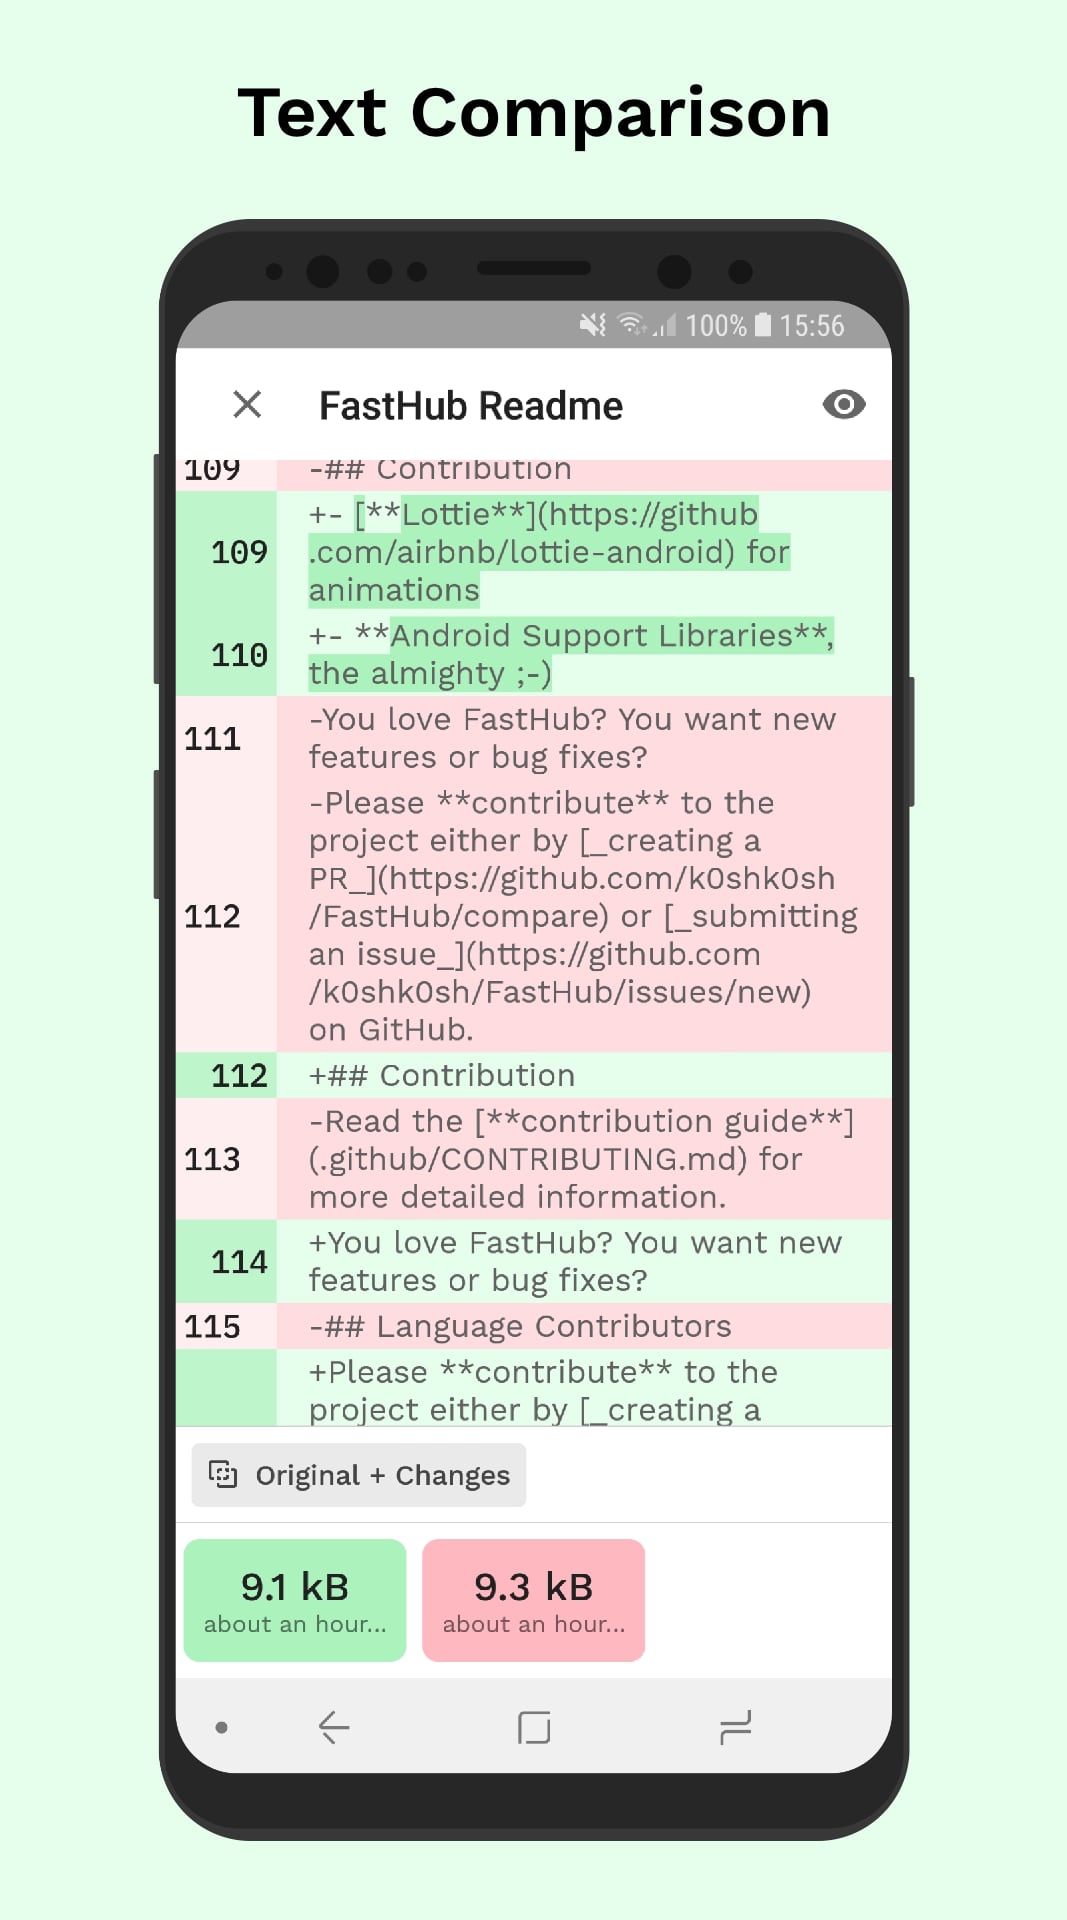 Text Comparison
100% 15:56
FastHub Readme
109 -## Contribution
+- [**Lottie**](https://github
109 .com/airbnb/lottie-android) for
animations
110 +- **Android Support Libraries**,
the almighty ;-)
111 -You love FastHub? You want new
features or bug fixes?
-Please **contribute** to the
project either by [_creating a
PR_](https://github.com/k0shk0sh
112 /FastHub/compare) or [_submitting
an issue_](https://github.com
/k0shk0sh/FastHub/issues/new)
on GitHub.
112 +## Contribution
-Read the [**contribution guide**]
113 (.github/CONTRIBUTING.md) for
more detailed information.
114 +You love FastHub? You want new
features or bug fixes?
115 -## Language Contributors
+Please **contribute** to the
project either by [_creating a
Original + Changes
9.1 kB 9.3 kB
about an hour... about an hour...